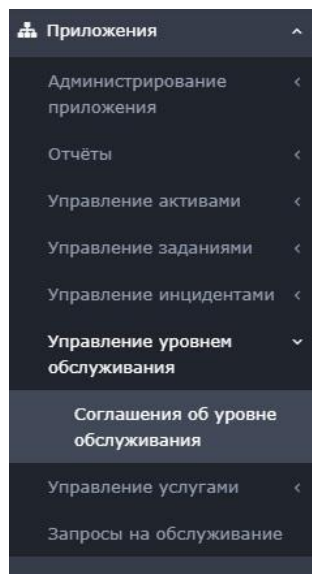 Приложения
Администрирование
приложения
Отчёты
Управление активами
Управление заданиями
Управление инцидентами
Управление уровнем
обслуживания
Соглашения об уровне
обслуживания
Управление услугами
Запросы на обслуживание